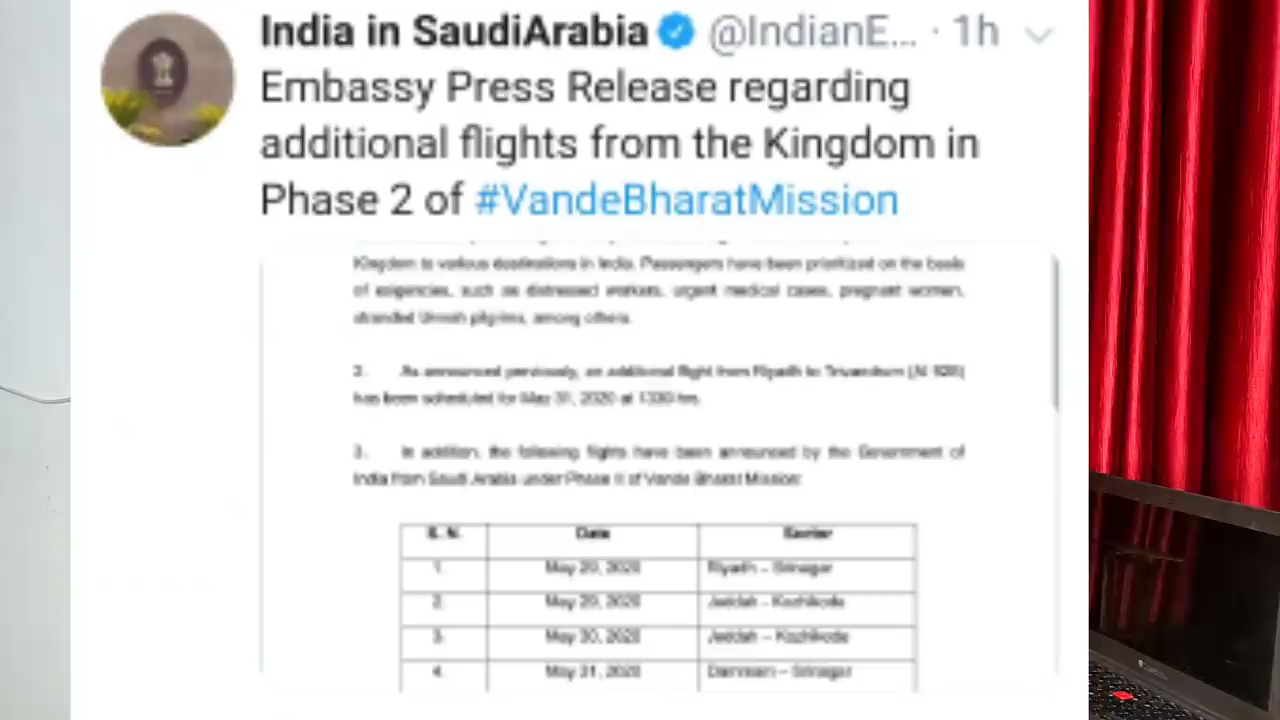 India in SaudiArabia @IndianE... · 1h
Embassy Press Release regarding
additional flights from the Kingdom in
Phase 2 of #VandeBharatMission
Kingdom to various destinations in India. Passengers have been prioritized on the basis
of exigencies, such as distressed workers, urgent medical cases, pregnant women,
stranded Umrah pilgrims, among others.
2. As announced previously, an additional flight from Riyadh to Trivandrum (AI
has been scheduled for May 31, 2020 at 1330 hrs.
3. In addition, the following flights have been announced by the Government of
India from Saudi Arabia under Phase II of Vande Bharat Mission:
S. N. Date Sector
1. May 2020 Riyadh – Srinagar
2. May 2020 Jeddah – Kozhikode
3. May 30, 2020 Jeddah – Kozhikode
4. May 31, 2020 Dammam – Srinagar